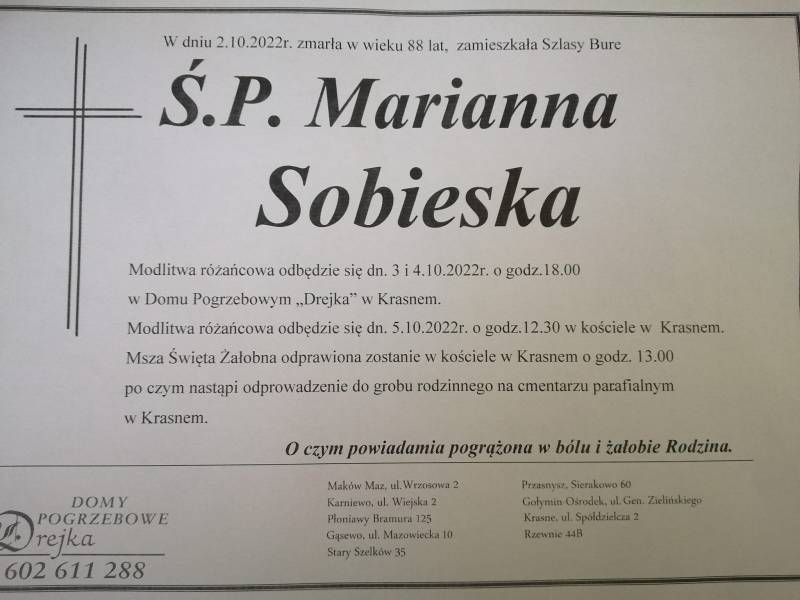 W dniu 2.10.2022r. zmarła w wieku 88 lat, zamieszkała Szlasy Bure
Ś.P. Marianna
Sobieska
Modlitwa różańcowa odbędzie się dn. 3 i 4.10.2022r. o godz.18.00
w Domu Pogrzebowym „Drejka” w Krasnem.
Modlitwa różańcowa odbędzie się dn. 5.10.2022r. o godz.12.30 w kościele w Krasnem.
Msza Święta Żałobna odprawiona zostanie w kościele w Krasnem o godz. 13.00
po czym nastąpi odprowadzenie do grobu rodzinnego na cmentarzu parafialnym
w Krasnem.
O czym powiadamia pogrążona w bólu i żałobie Rodzina.
DOMY
POGRZEBOWE
Drejka
602 611 288
Maków Maz, ul.Wrzosowa 2
Karniewo, ul. Wiejska 2
Płoniawy Bramura 125
Gąsewo, ul. Mazowiecka 10
Stary Szelków 35
Przasnysz, Sierakowo 60
Gołymin Ośrodek, ul. Gen. Zielińskiego
Krasne, ul. Spółdzielcza 2
Rzewnie 44B